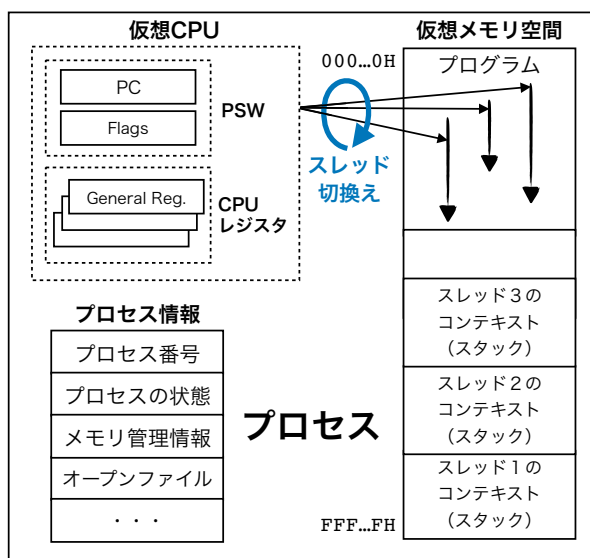 仮想CPU
PC
Flags
PSW
General Reg.
CPU
レジスタ
000…0H
スレッド
切換え
仮想メモリ空間
プログラム
スレッド3の
コンテキスト
(スタック)
スレッド2の
コンテキスト
(スタック)
スレッド1の
コンテキスト
(スタック)
FFF…FH
プロセス情報
プロセス番号
プロセスの状態
メモリ管理情報
オープンファイル
・・・
プロセス